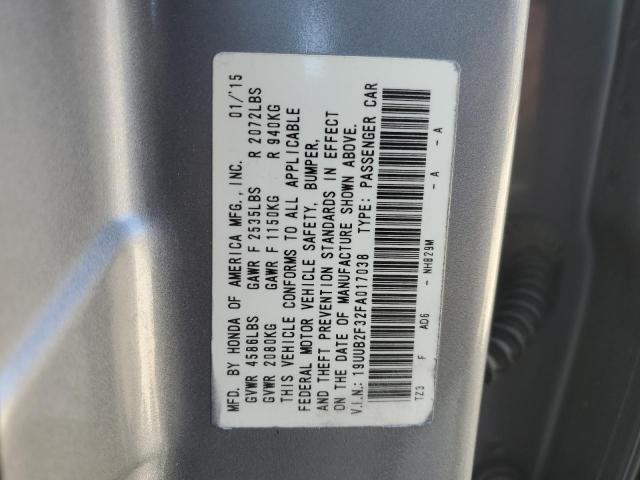 MFD. BY HONDA OF AMERICA MFG., INC. 01/'15
GVWR 4586LBS GAWR F 2535LBS R 2072LBS
GVWR 2080KG GAWR F 1150KG R 940KG
THIS VEHICLE CONFORMS TO ALL APPLICABLE
FEDERAL MOTOR VEHICLE SAFETY, BUMPER,
AND THEFT PREVENTION STANDARDS IN EFFECT
ON THE DATE OF MANUFACTURE SHOWN ABOVE.
V.I.N.: 19UUB2F32FA017038 TYPE: PASSENGER CAR
TZ3 F AD6 - NH829M - A - A